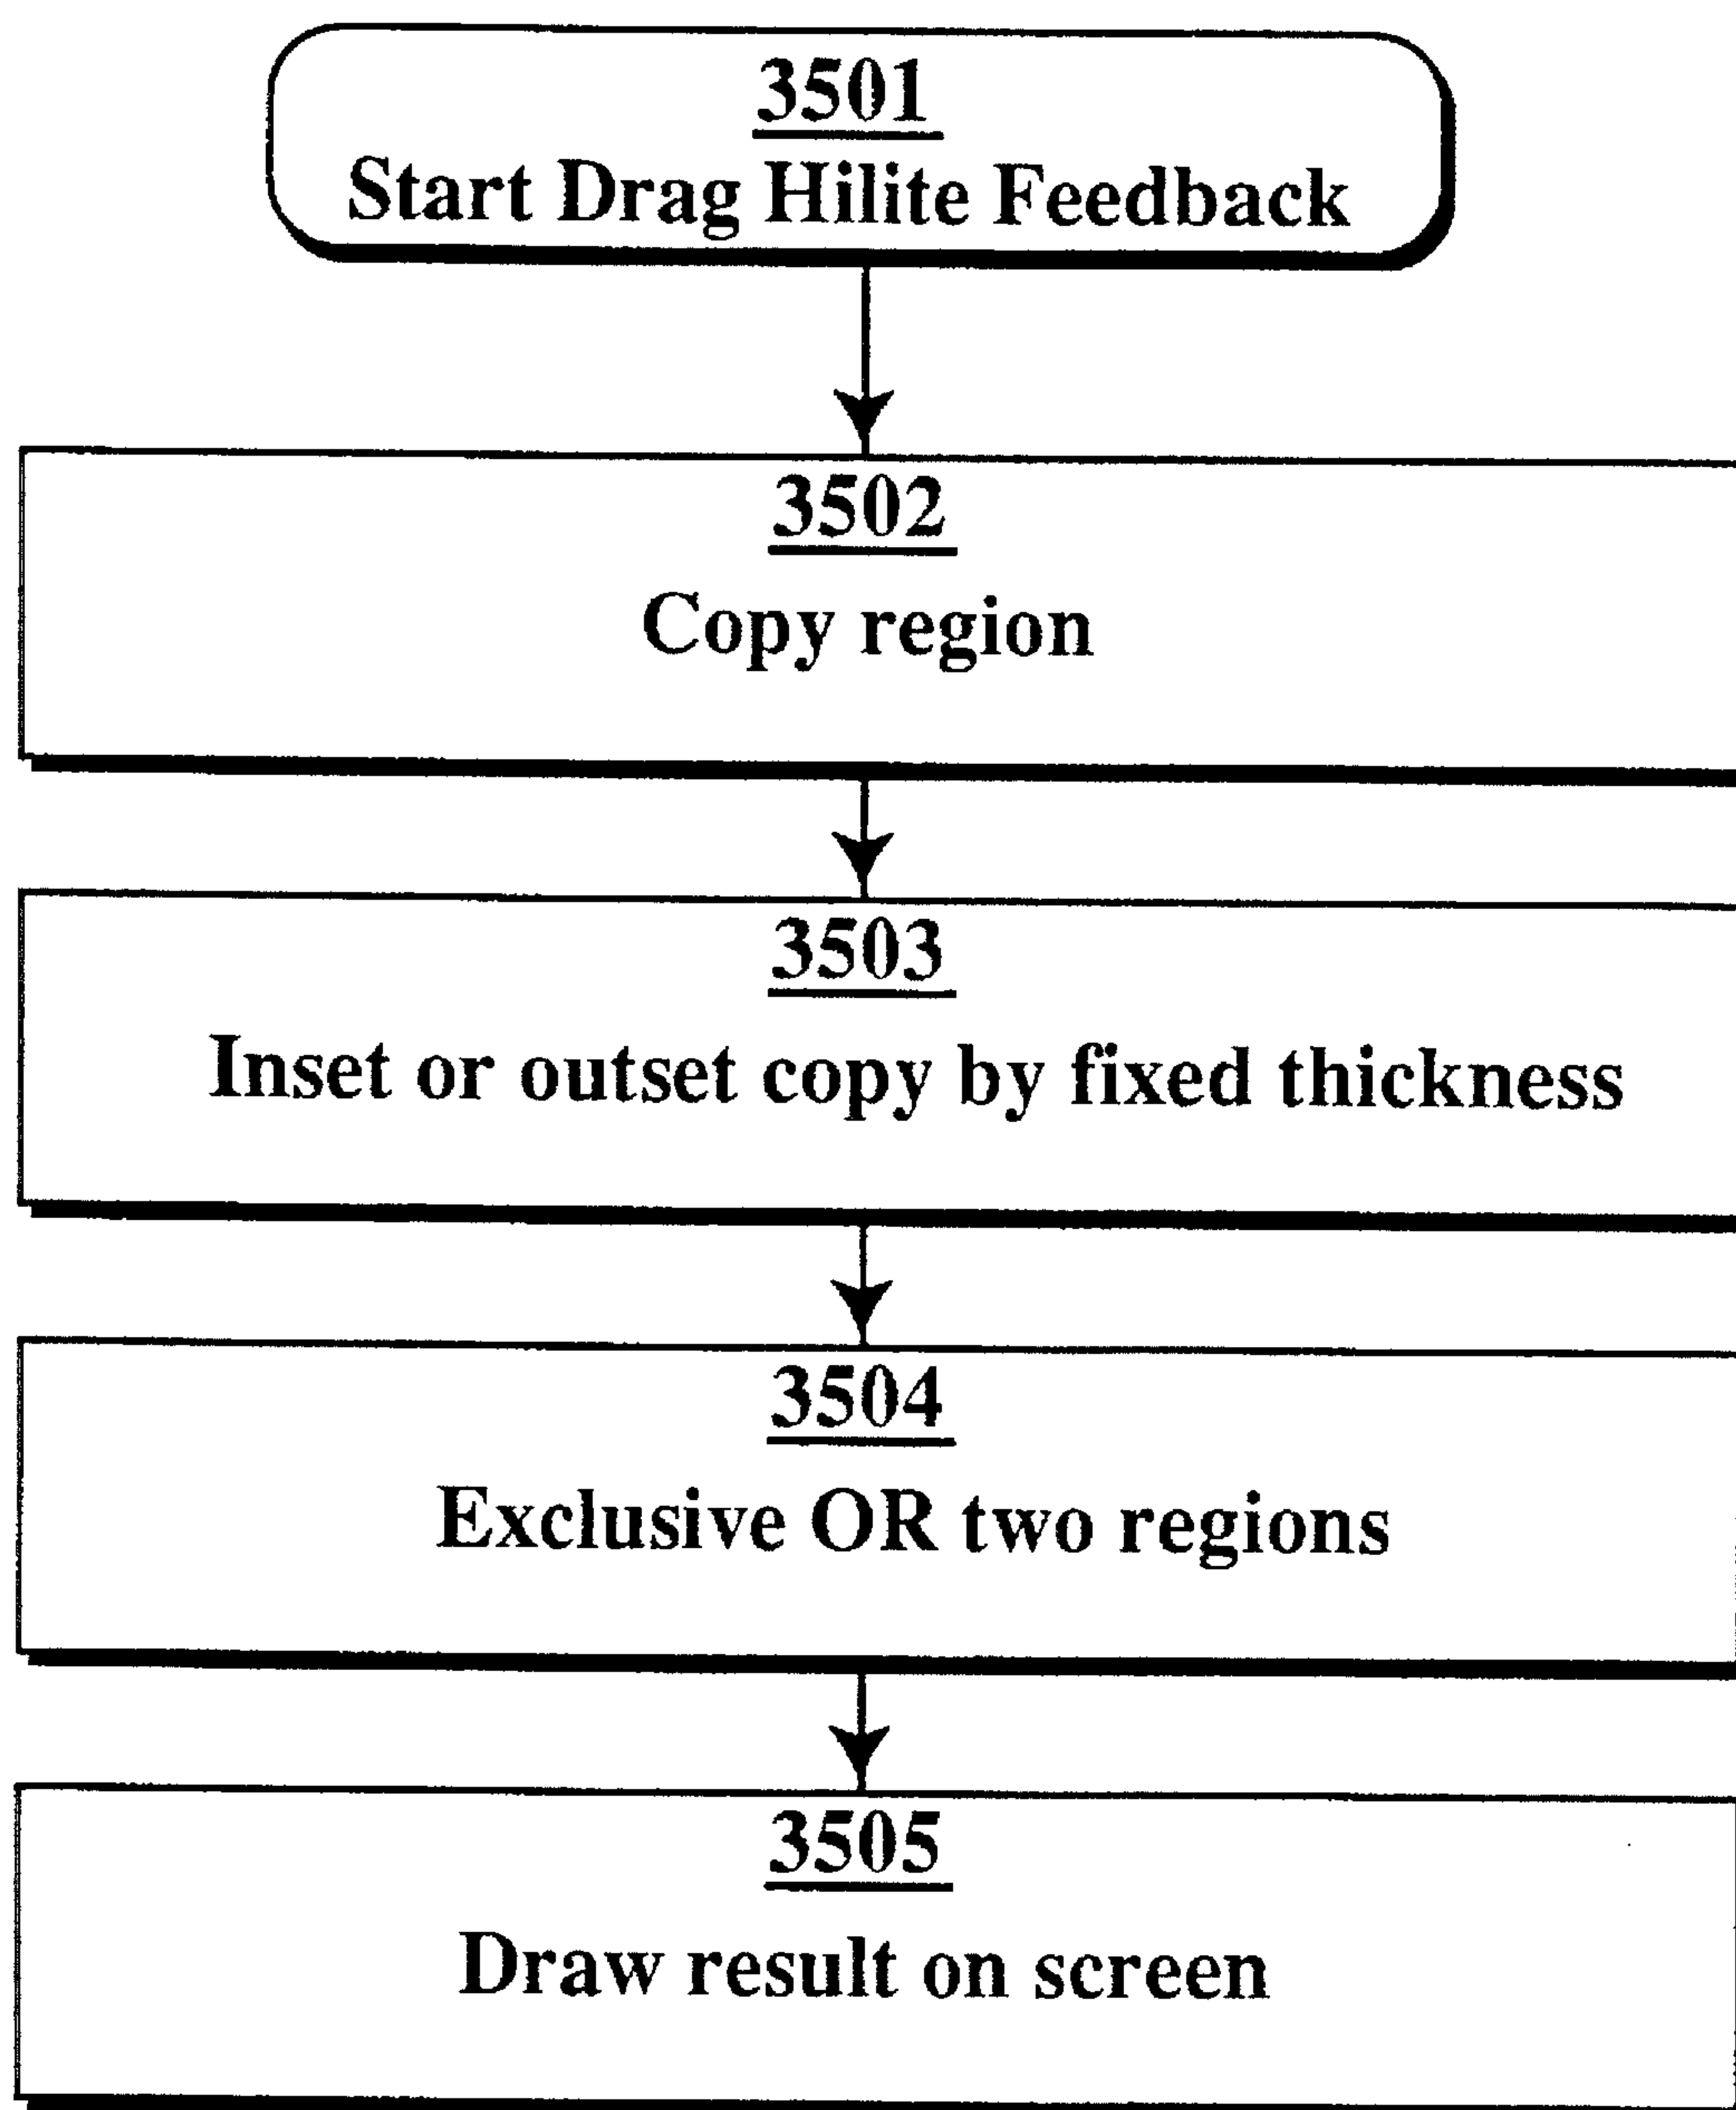 3501
Start Drag Hilite Feedback
3502
Copy region
3503
Inset or outset copy by fixed thickness
3504
Exclusive OR two regions
3505
Draw result on screen